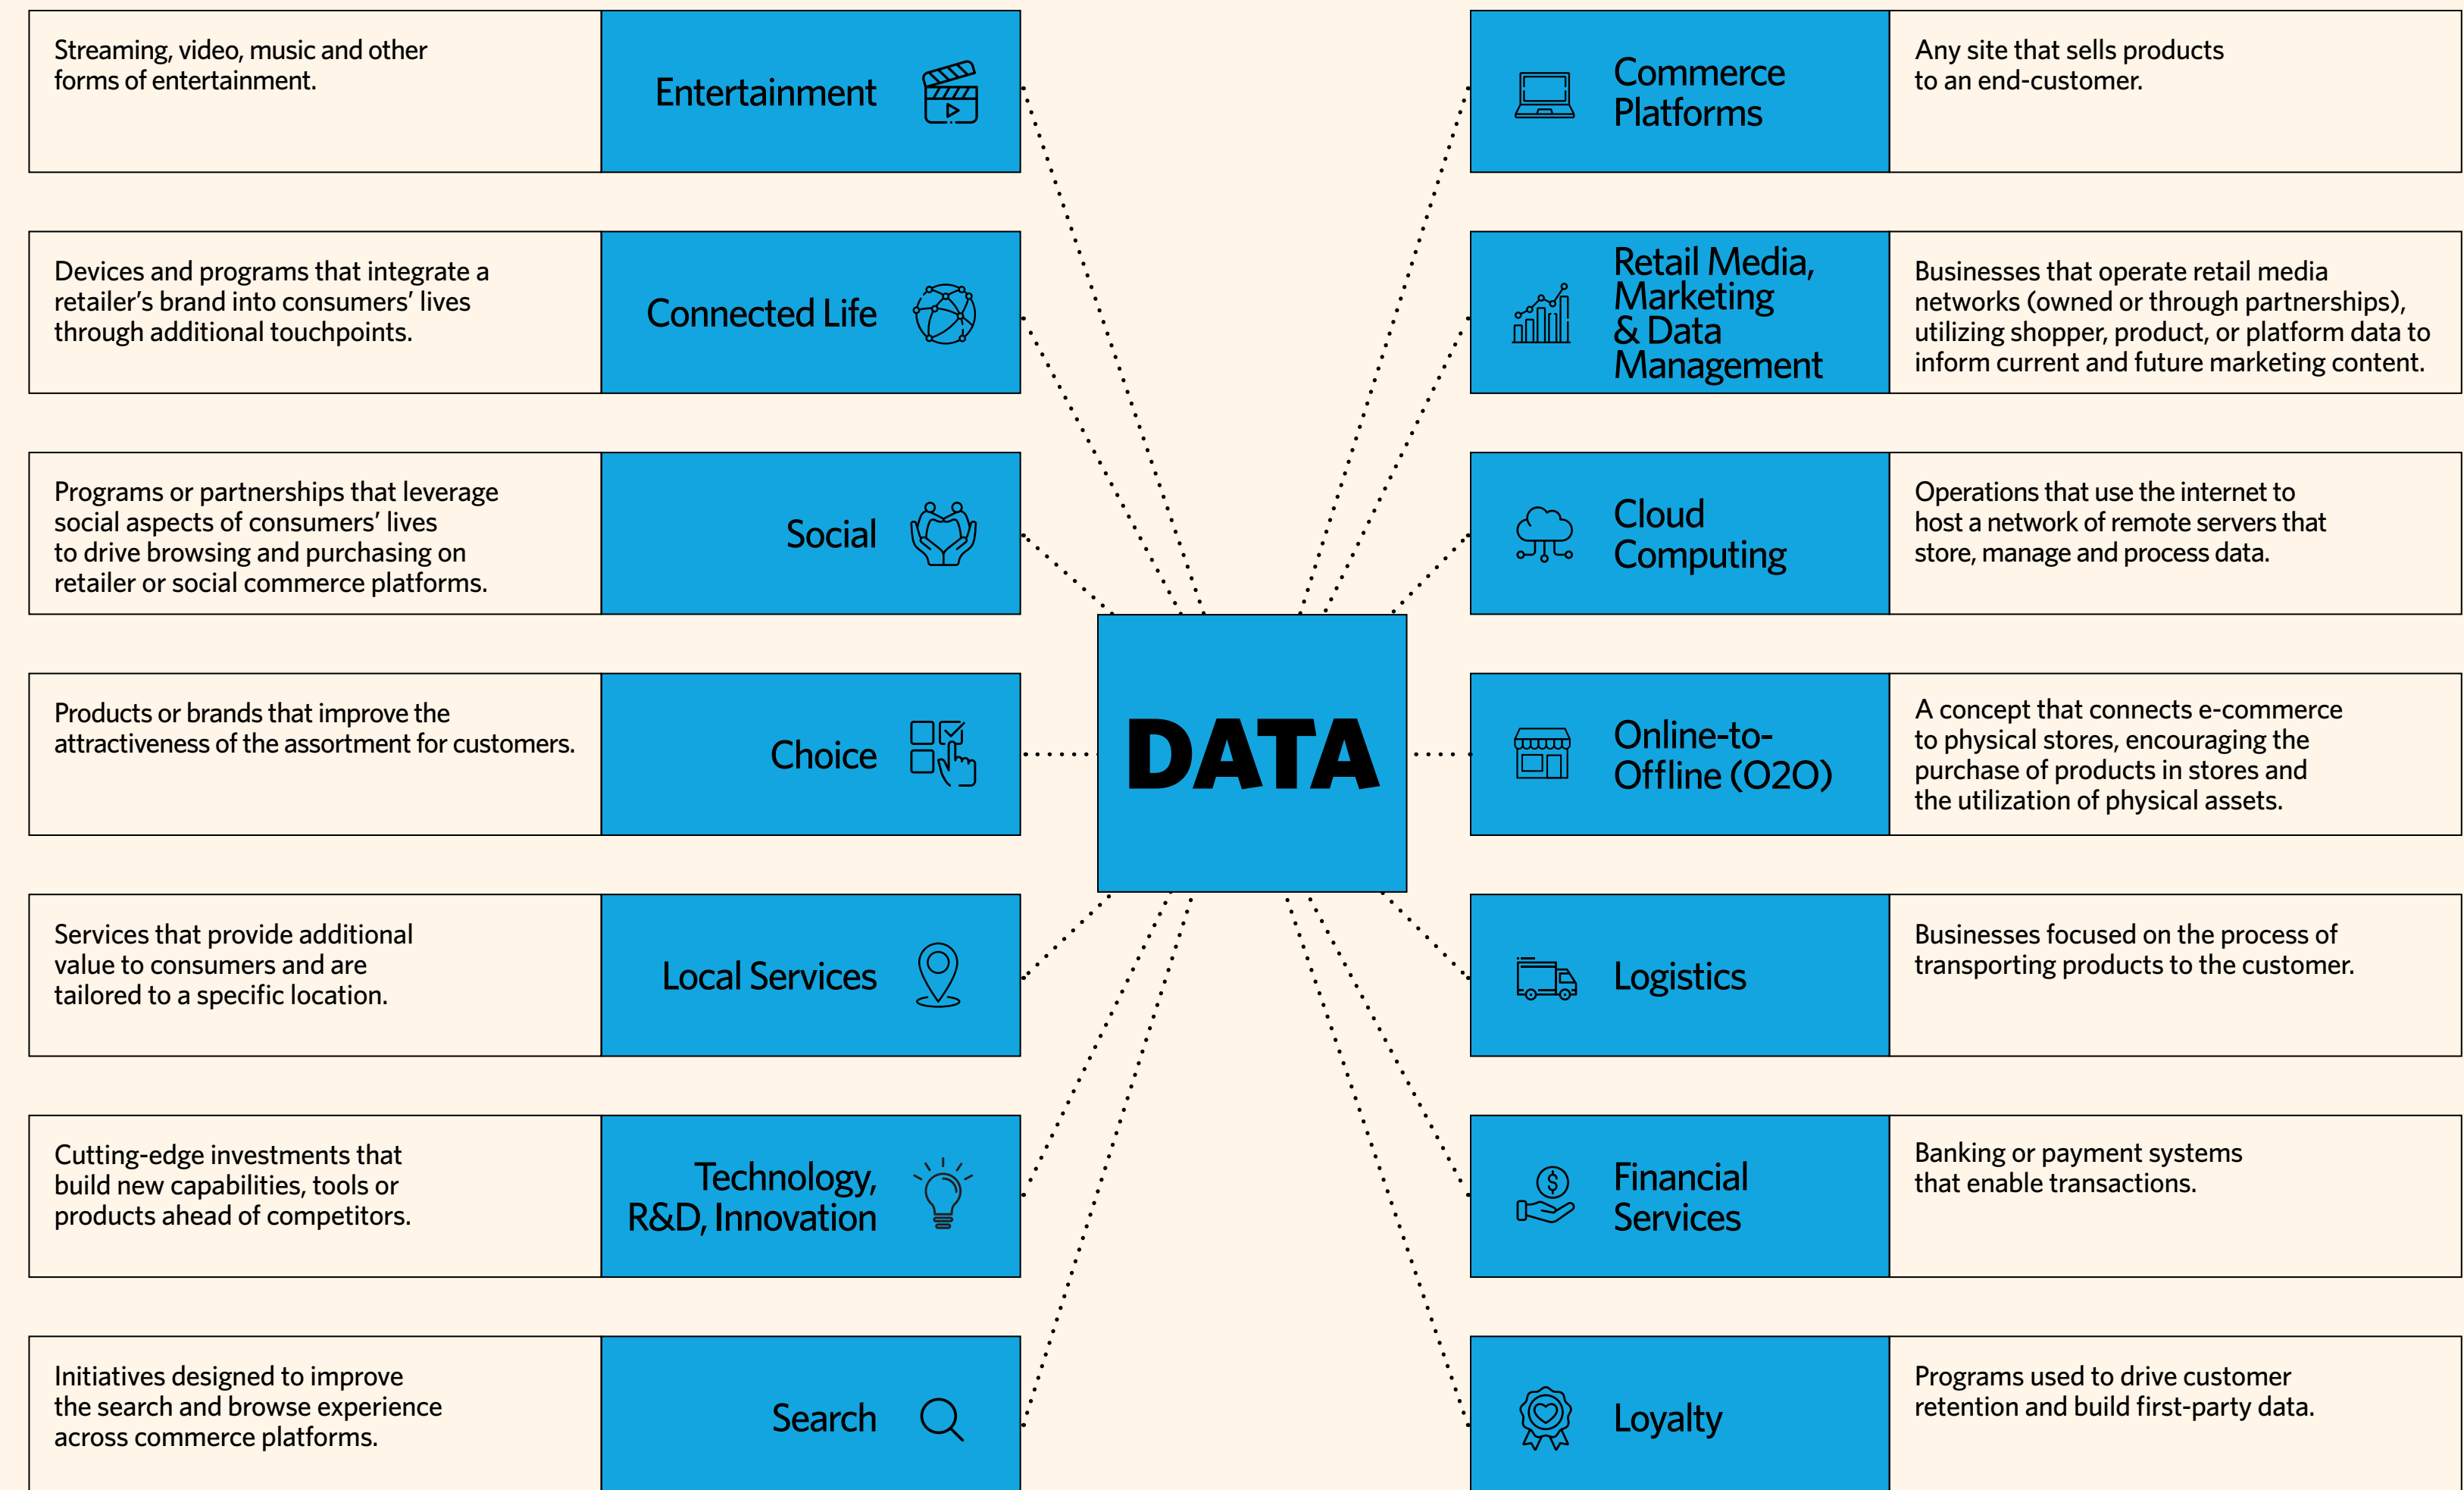 Streaming, video, music and other
forms of entertainment.
Entertainment
Devices and programs that integrate a
retailer’s brand into consumers’ lives
through additional touchpoints.
Connected Life
Programs or partnerships that leverage
social aspects of consumers’ lives
to drive browsing and purchasing on
retailer or social commerce platforms.
Social
Products or brands that improve the
attractiveness of the assortment for customers.
Choice
Services that provide additional
value to consumers and are
tailored to a specific location.
Local Services
Cutting-edge investments that
build new capabilities, tools or
products ahead of competitors.
Technology,
R&D, Innovation
Initiatives designed to improve
the search and browse experience
across commerce platforms.
Search
DATA
Commerce
Platforms
Any site that sells products
to an end-customer.
Retail Media,
Marketing
& Data
Management
Businesses that operate retail media
networks (owned or through partnerships),
utilizing shopper, product, or platform data to
inform current and future marketing content.
Cloud
Computing
Operations that use the internet to
host a network of remote servers that
store, manage and process data.
Online-to-
Offline (O2O)
A concept that connects e-commerce
to physical stores, encouraging the
purchase of products in stores and
the utilization of physical assets.
Logistics
Businesses focused on the process of
transporting products to the customer.
$
Financial
Services
Banking or payment systems
that enable transactions.
Loyalty
Programs used to drive customer
retention and build first-party data.